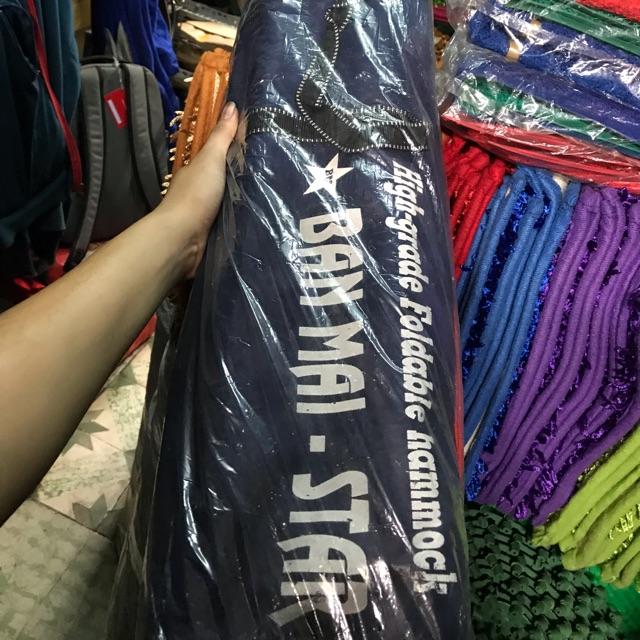 High-grade Foldable hammock
BAN MAI - STAR